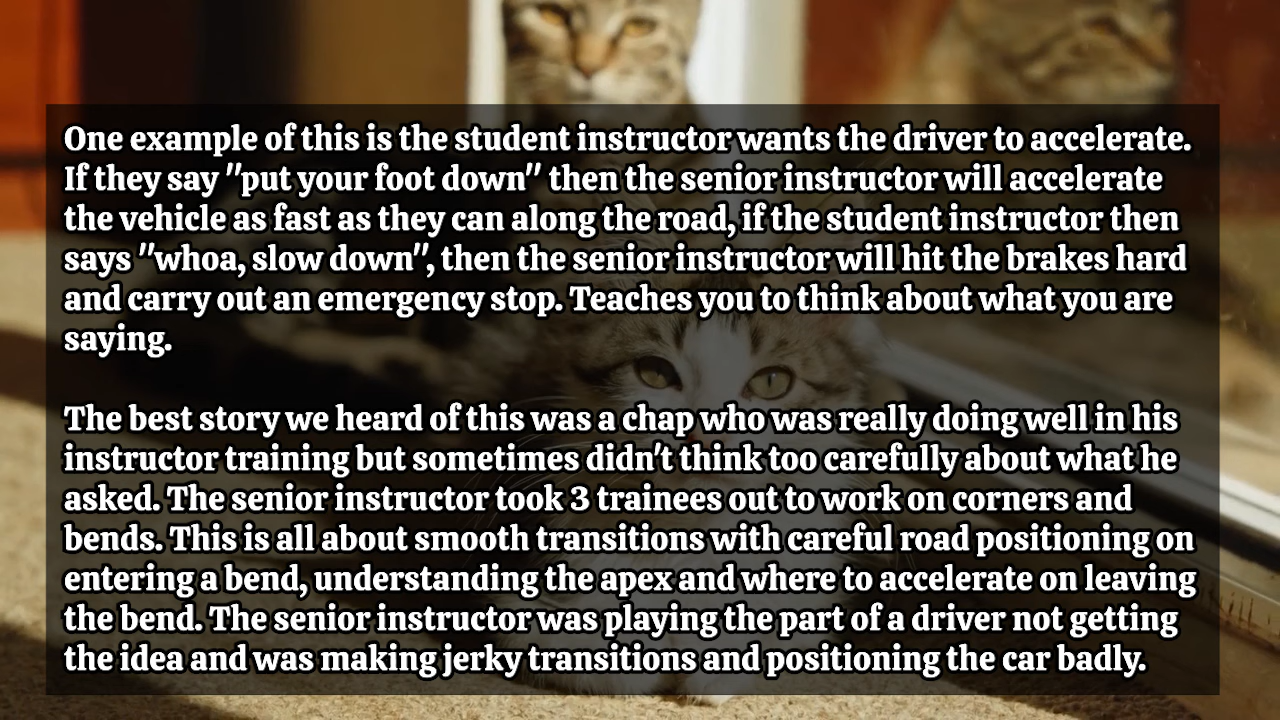 One example of this is the student instructor wants the driver to accelerate.
If they say "put your foot down" then the senior instructor will accelerate
the vehicle as fast as they can along the road, if the student instructor then
says "whoa, slow down", then the senior instructor will hit the brakes hard
and carry out an emergency stop. Teaches you to think about what you are
saying.

The best story we heard of this was a chap who was really doing well in his
instructor training but sometimes didn't think too carefully about what he
asked. The senior instructor took 3 trainees out to work on corners and
bends. This is all about smooth transitions with careful road positioning on
entering a bend, understanding the apex and where to accelerate on leaving
the bend. The senior instructor was playing the part of a driver not getting
the idea and was making jerky transitions and positioning the car badly.